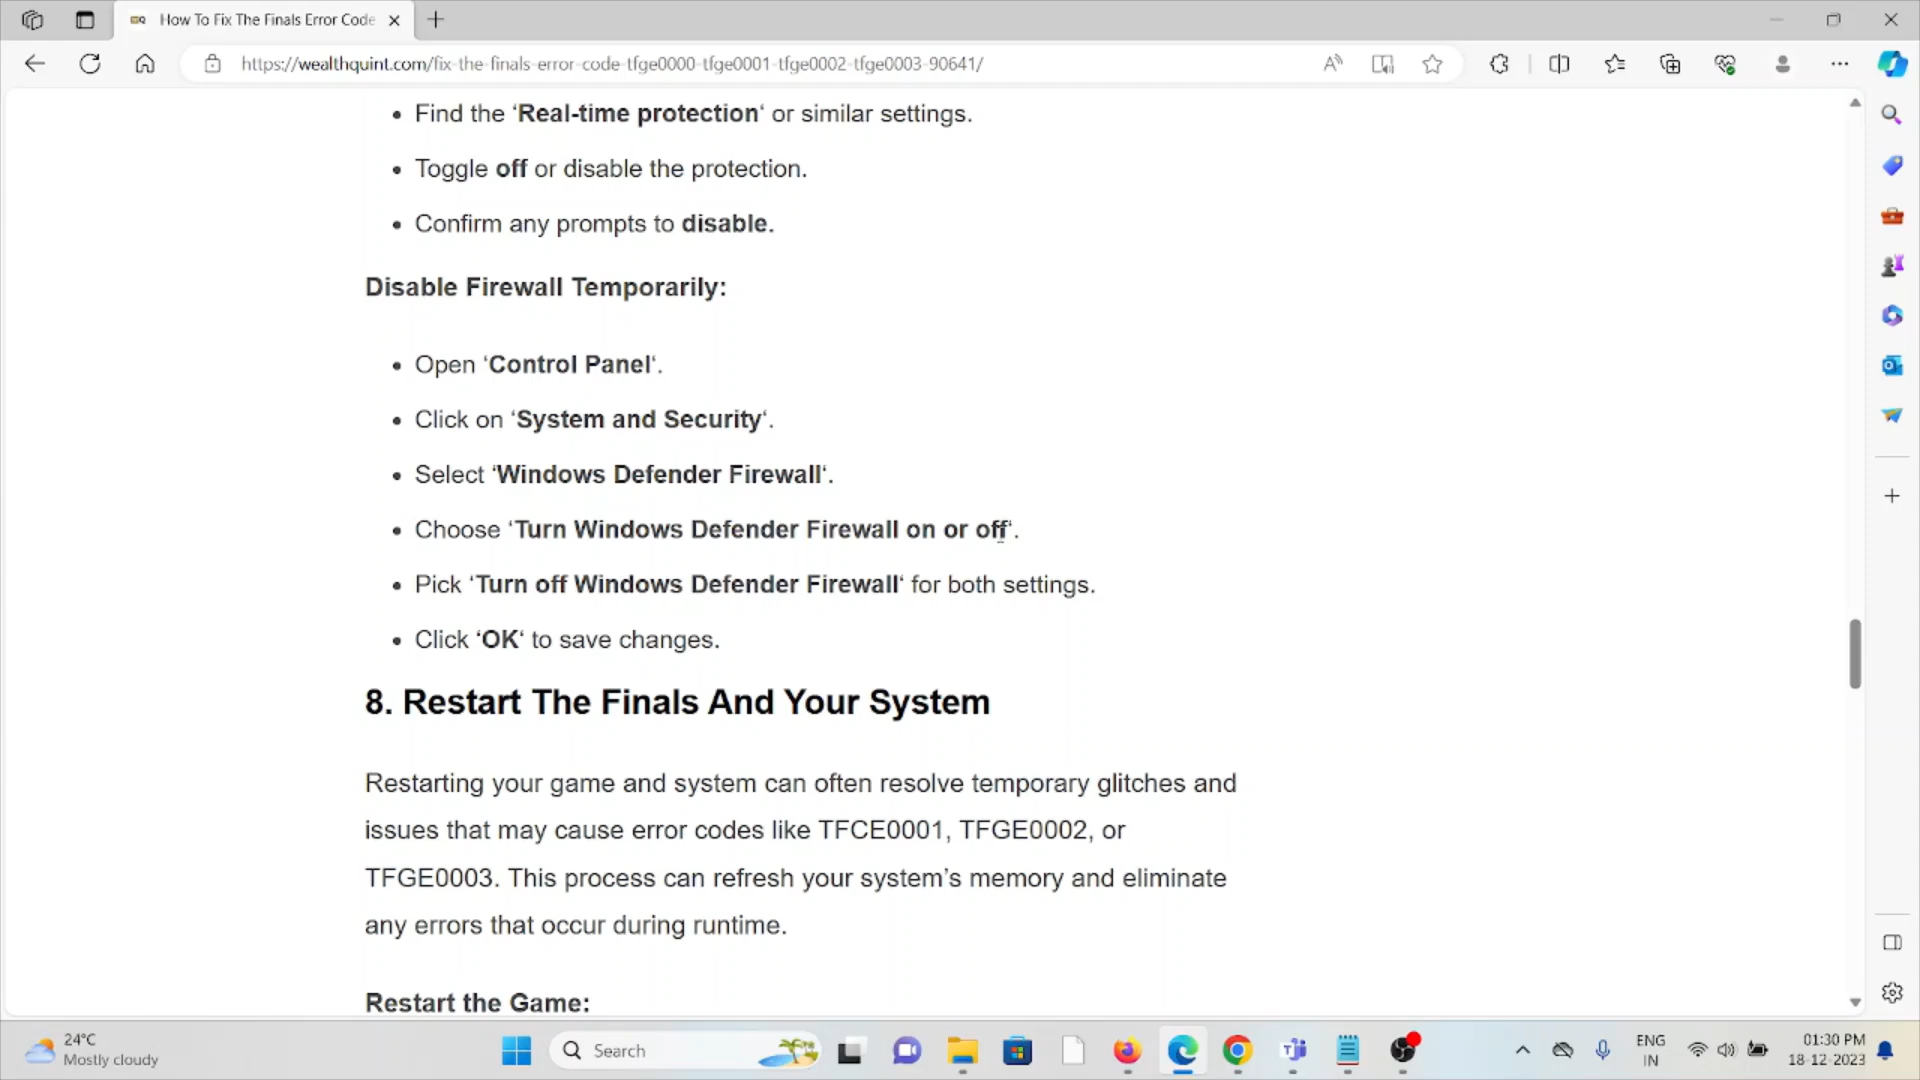 How To Fix The Finals Error Code
https://wealthquint.com/fix-the-finals-error-code-tfge0000-tfge0001-tfge0002-tfge0003-90641/
• Find the ‘Real-time protection‘ or similar settings.
• Toggle off or disable the protection.
• Confirm any prompts to disable.
Disable Firewall Temporarily:
• Open ‘Control Panel‘.
• Click on ‘System and Security‘.
• Select ‘Windows Defender Firewall‘.
• Choose ‘Turn Windows Defender Firewall on or off‘.
• Pick ‘Turn off Windows Defender Firewall‘ for both settings.
• Click ‘OK‘ to save changes.
8. Restart The Finals And Your System
Restarting your game and system can often resolve temporary glitches and
issues that may cause error codes like TFCE0001, TFGE0002, or
TFGE0003. This process can refresh your system’s memory and eliminate
any errors that occur during runtime.
Restart the Game:
24°C
Mostly cloudy
Search
ENG
IN
01:30 PM
18-12-2023